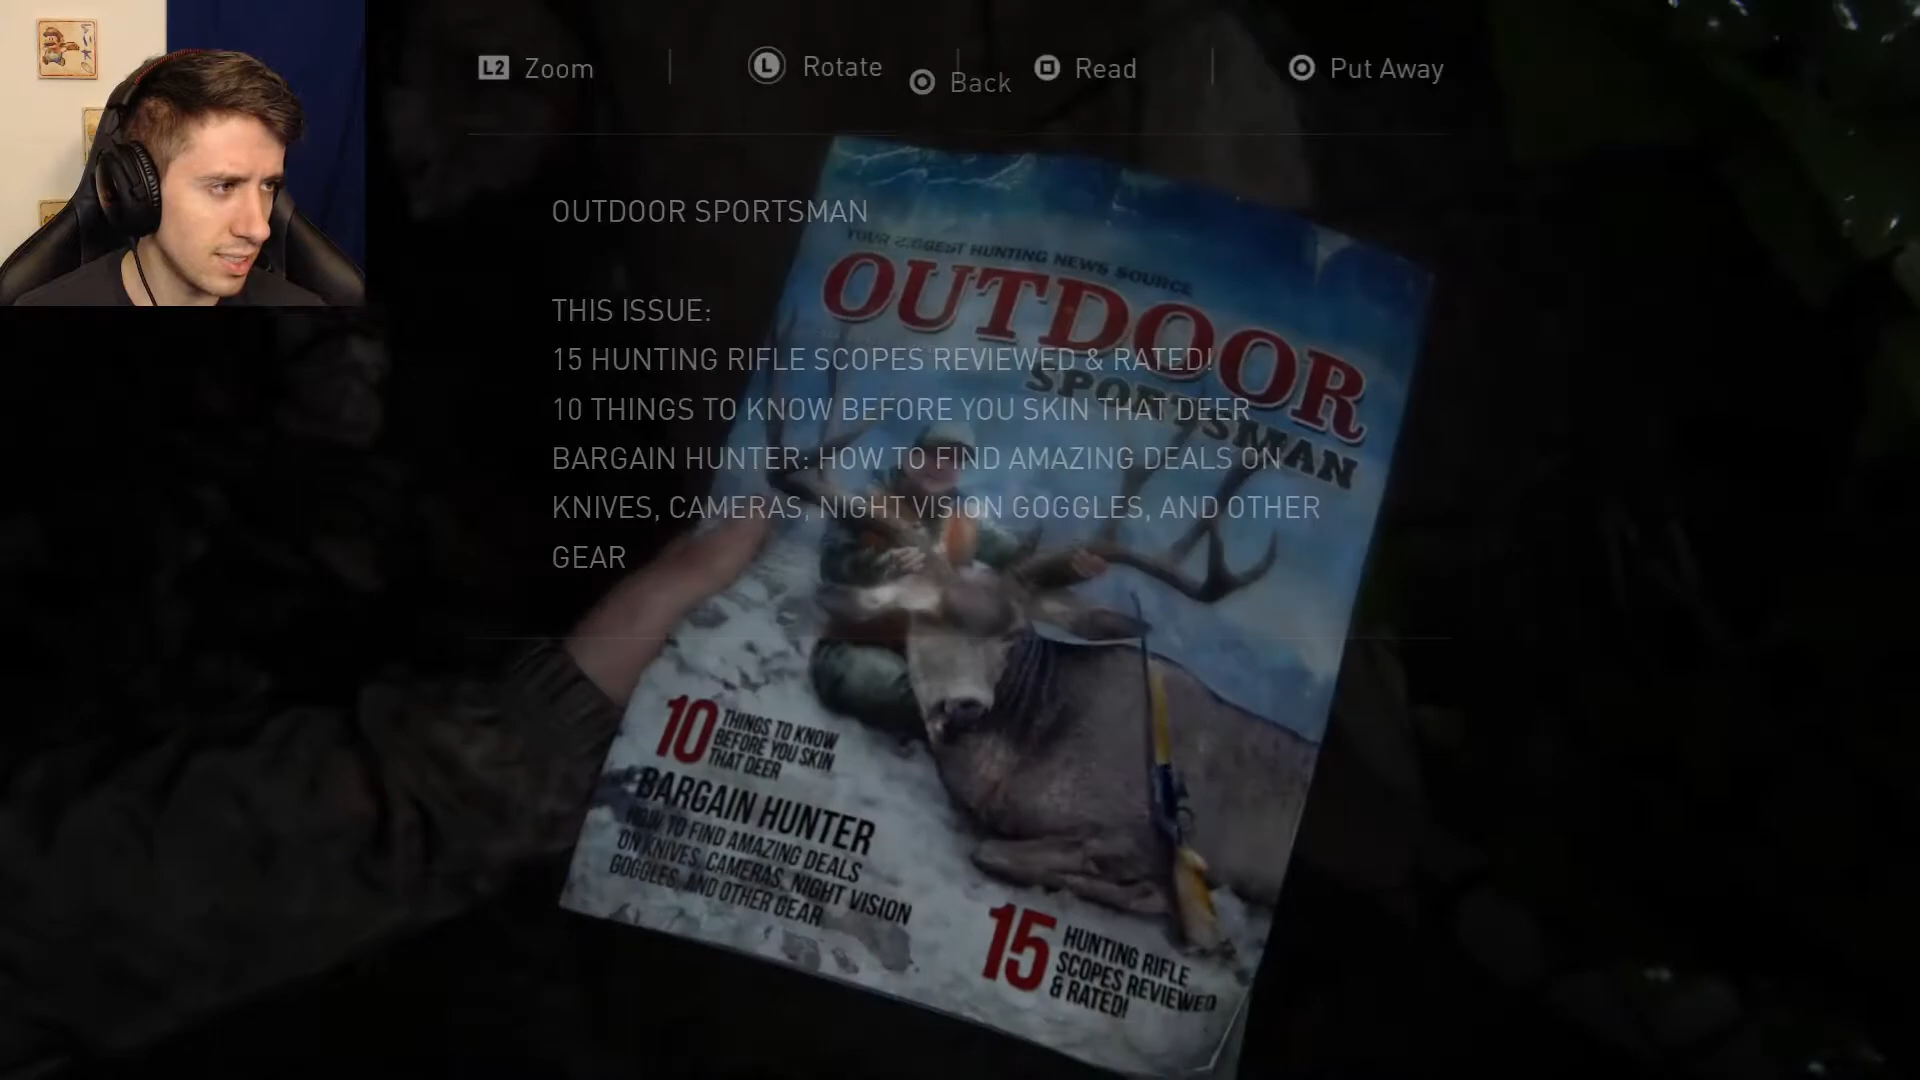 L2 Zoom
L Rotate
Back
Read
Put Away
OUTDOOR SPORTSMAN
THIS ISSUE:
15 HUNTING RIFLE SCOPES REVIEWED & RATED!
10 THINGS TO KNOW BEFORE YOU SKIN THAT DEER
BARGAIN HUNTER: HOW TO FIND AMAZING DEALS ON
KNIVES, CAMERAS, NIGHT VISION GOGGLES, AND OTHER
GEAR
YOUR BIGGEST HUNTING NEWS SOURCE
OUTDOOR
SPORTSMAN
10 THINGS TO KNOW
BEFORE YOU SKIN
THAT DEER
BARGAIN HUNTER
HOW TO FIND AMAZING DEALS
ON KNIVES, CAMERAS, NIGHT VISION
GOGGLES, AND OTHER GEAR
15 HUNTING RIFLE
SCOPES REVIEWED
& RATED!